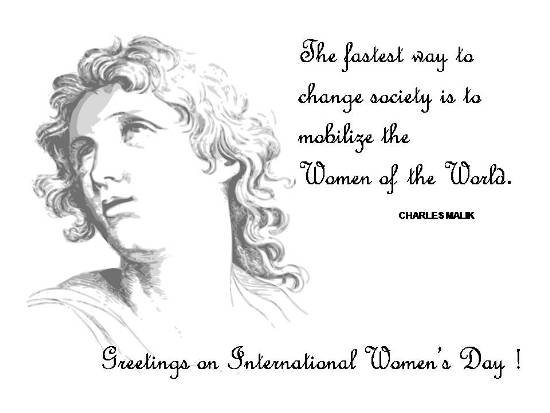 The fastest way to
change society is to
mobilize the
Women of the World.
CHARLES MALIK
Greetings on International Women's Day !